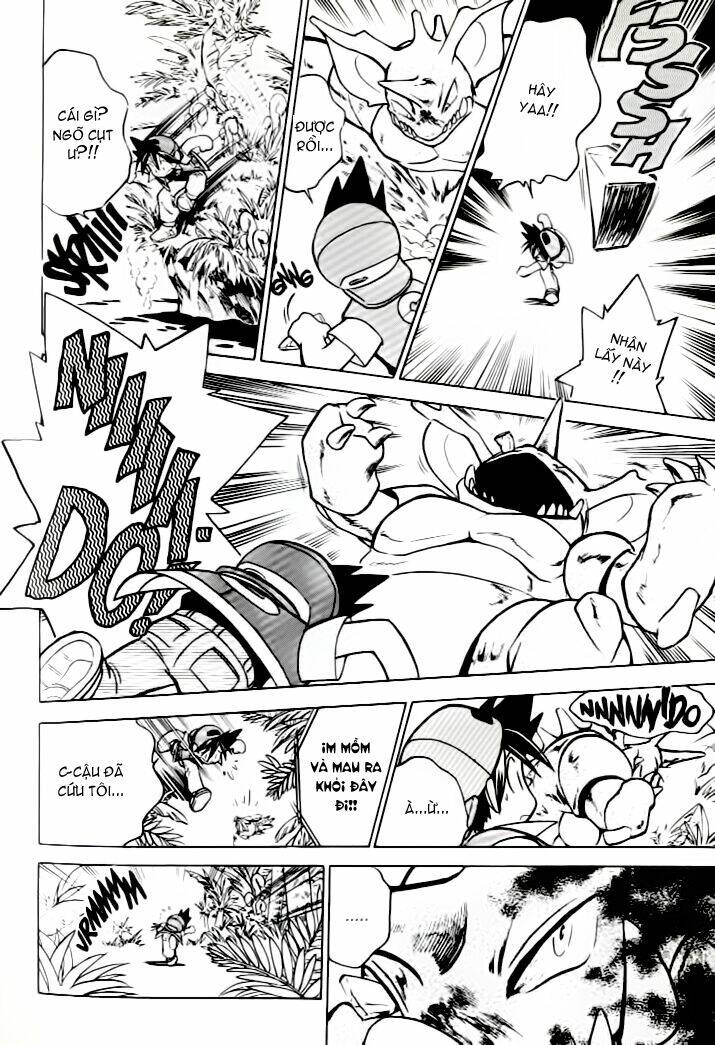 FSSSH
HÂY
YAA!!
NHẬN
LẤY NÀY
!!
ĐƯỢC
RỒI...
CÁI GÌ?
NGÕ CỤT
Ư?!!
À...Ừ...
IM MỒM
VÀ MAU RA
KHỎI ĐÂY
ĐI!!
C-CẬU ĐÃ
CỨU TÔI...
.....